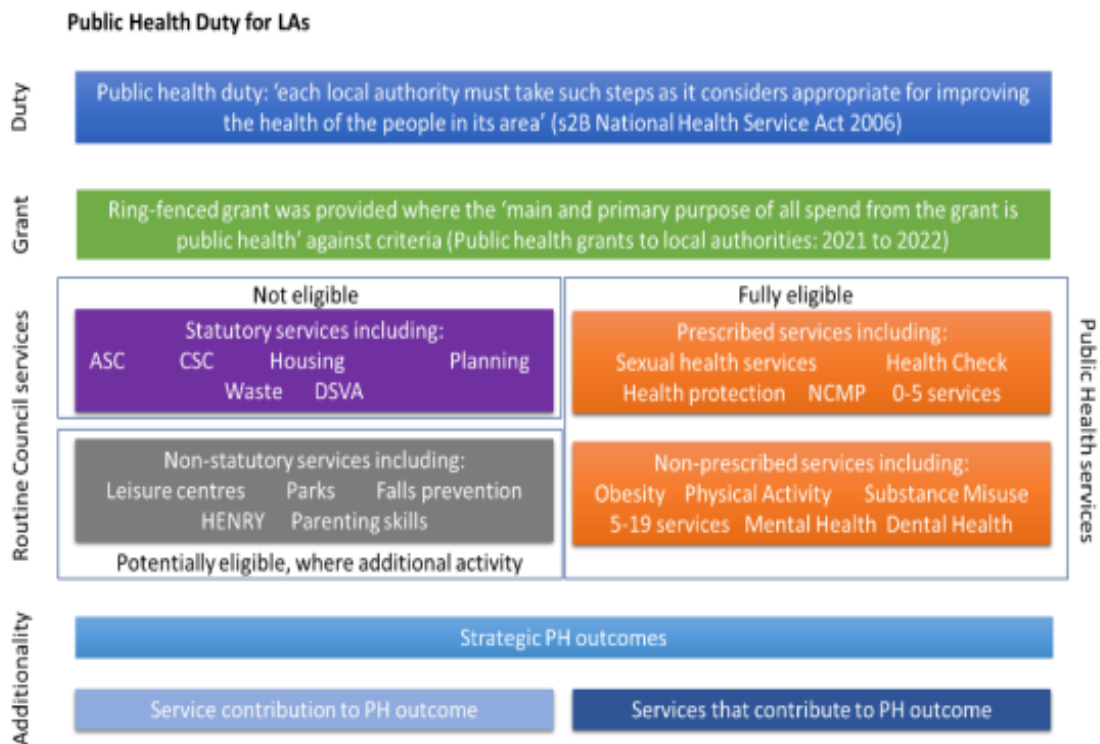 Public Health Duty for LAs
Duty
Public health duty: ‘each local authority must take such steps as it considers appropriate for improving
the health of the people in its area’ (s2B National Health Service Act 2006)
Grant
Ring-fenced grant was provided where the ‘main and primary purpose of all spend from the grant is
public health’ against criteria (Public health grants to local authorities: 2021 to 2022)
Routine Council services
Not eligible
Statutory services including:
ASC CSC Housing Planning
Waste DSVA
Non-statutory services including:
Leisure centres Parks Falls prevention
HENRY Parenting skills
Potentially eligible, where additional activity
Fully eligible
Prescribed services including:
Sexual health services Health Check
Health protection NCMP 0-5 services
Non-prescribed services including:
Obesity Physical Activity Substance Misuse
5-19 services Mental Health Dental Health
Public Health services
Additionality
Strategic PH outcomes
Service contribution to PH outcome
Services that contribute to PH outcome